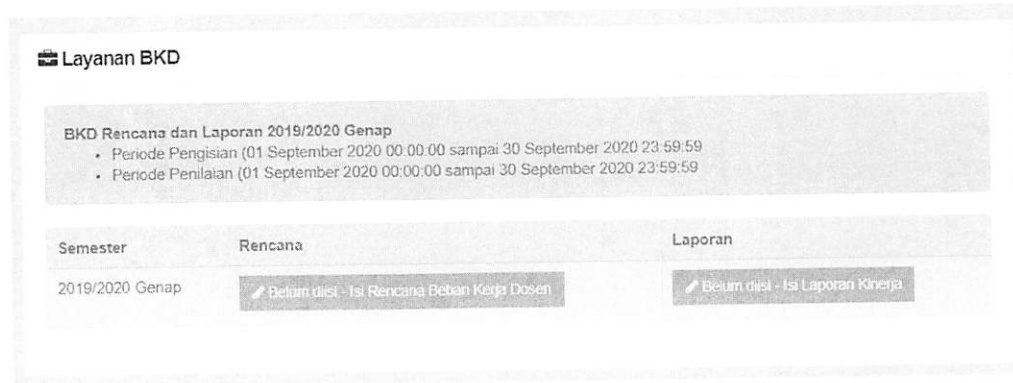 Layanan BKD
BKD Rencana dan Laporan 2019/2020 Genap
• Periode Pengisian (01 September 2020 00:00:00 sampai 30 September 2020 23:59:59
• Periode Penilaian (01 September 2020 00:00:00 sampai 30 September 2020 23:59:59
Semester Rencana Laporan
2019/2020 Genap Belum diisi - Isi Rencana Beban Kerja Dosen Belum diisi - Isi Laporan Kinerja